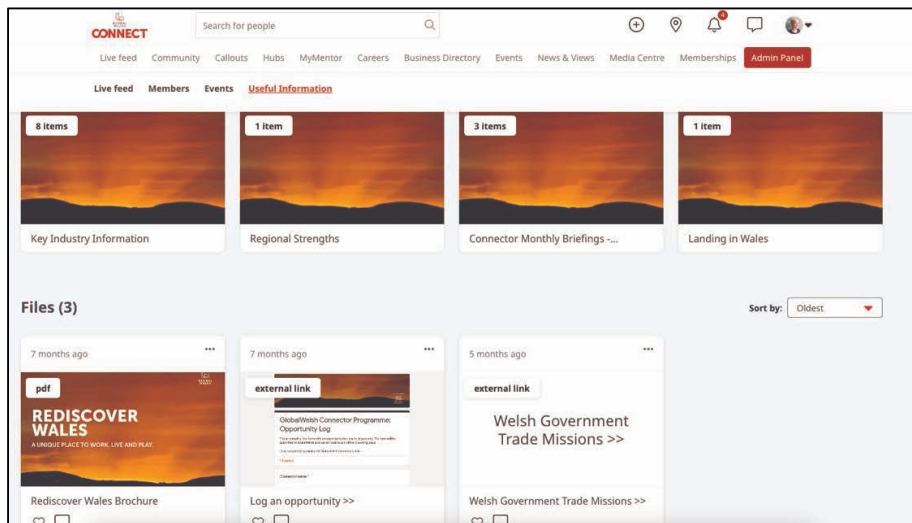 CONNECT
Search for people
4
Live feed Community Callouts Hubs MyMentor Careers Business Directory Events News & Views Media Centre Memberships Admin Panel
Live feed Members Events Useful Information
8 items
1 item
3 items
1 item
Key Industry Information
Regional Strengths
Connector Monthly Briefings -...
Landing in Wales
Files (3)
Sort by: Oldest
7 months ago
pdf
REDISCOVER
WALES
A UNIQUE PLACE TO WORK, LIVE AND PLAY.
Rediscover Wales Brochure
7 months ago
external link
GlobalWelsh Connector Programme:
Opportunity Log
Log an opportunity >>
5 months ago
external link
Welsh Government
Trade Missions >>
Welsh Government Trade Missions >>